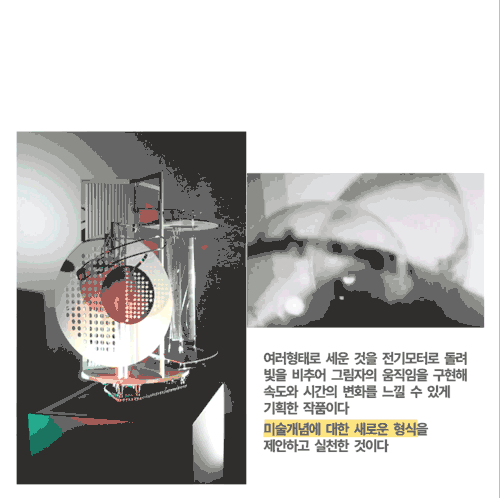 여러형태로 세운 것을 전기모터로 돌려
빛을 비추어 그림자의 움직임을 구현해
속도와 시간의 변화를 느낄 수 있게
기획한 작품이다
미술개념에 대한 새로운 형식을
제안하고 실천한 것이다